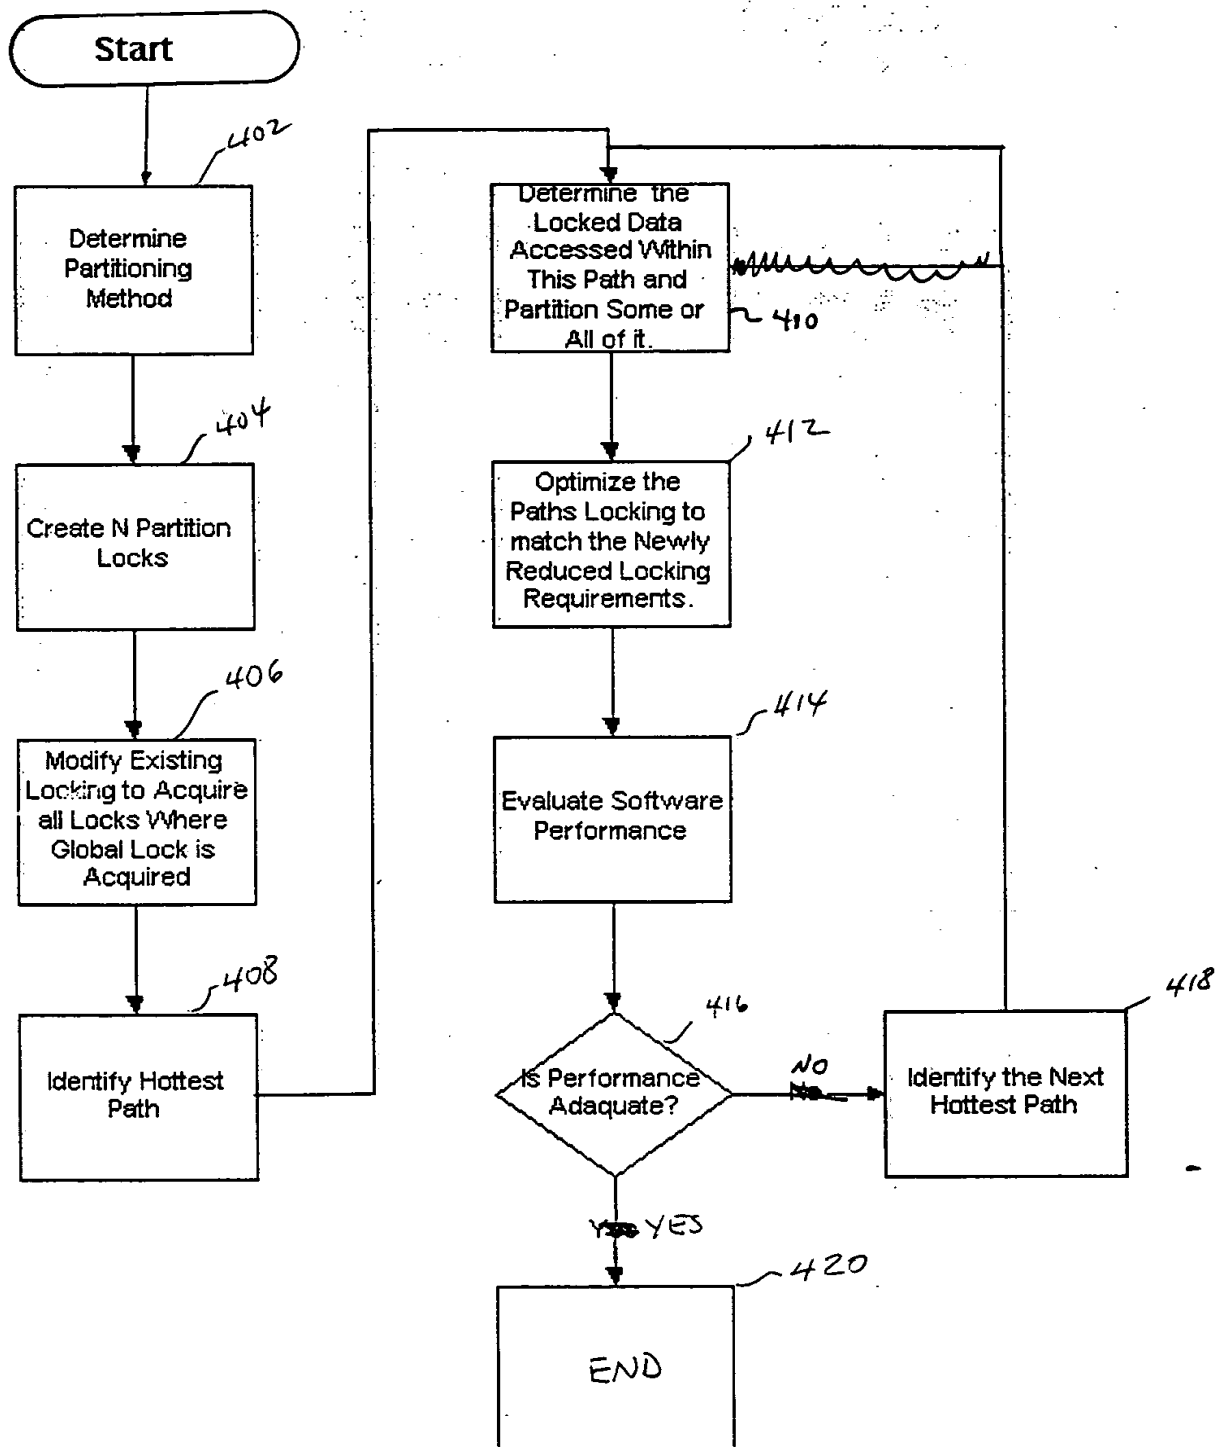 Start
402
Determine
Partitioning
Method
404
Create N Partition
Locks
406
Modify Existing
Locking to Acquire
all Locks Where
Global Lock is
Acquired
408
Identify Hottest
Path
Determine the
Locked Data
Accessed Within
This Path and
Partition Some or
All of it.
410
412
Optimize the
Paths Locking to
match the Newly
Reduced Locking
Requirements.
414
Evaluate Software
Performance
416
Is Performance
Adaquate?
NO
418
Identify the Next
Hottest Path
YES
420
END